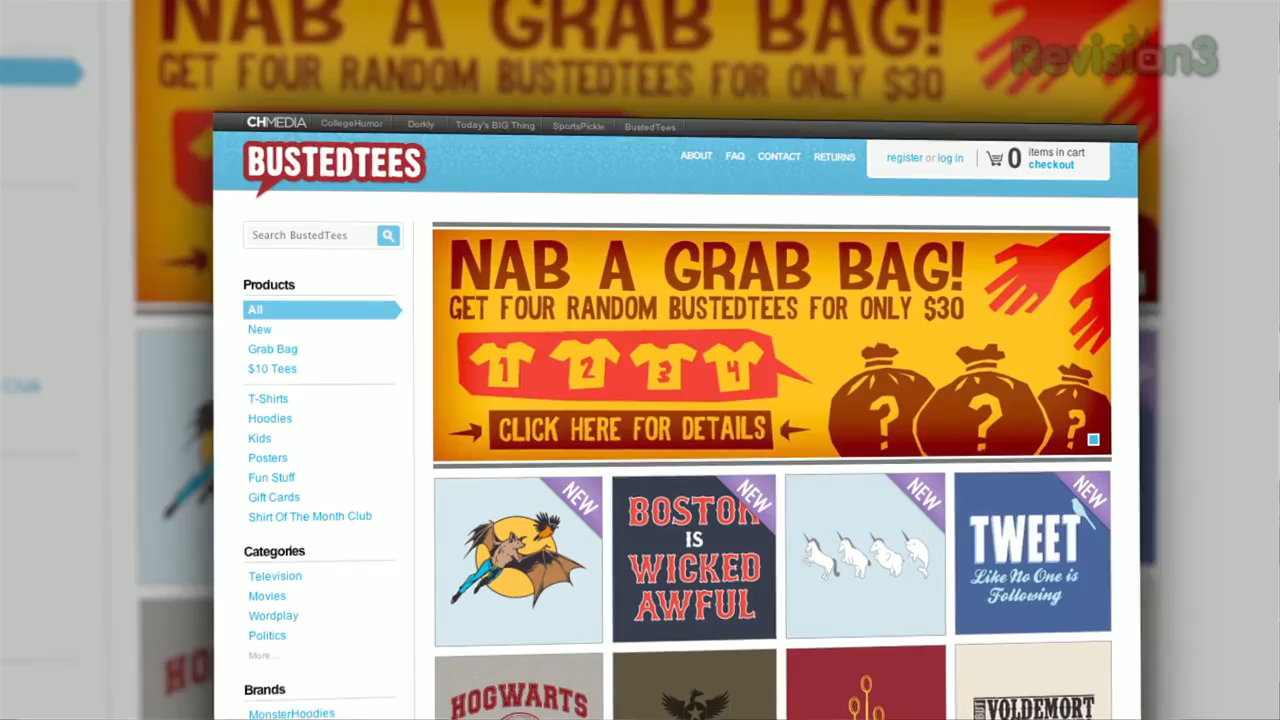 NAB A GRAB BAG!
GET FOUR RANDOM BUSTEDTEES FOR ONLY $30
Revision3
CHMEDIA CollegeHumor Dorkly Today's BIG Thing SportsPickle BustedTees
BUSTEDTEES
ABOUT FAQ CONTACT RETURNS
register or log in
0 items in cart
checkout
Search BustedTees
Products
All
New
Grab Bag
$10 Tees
T-Shirts
Hoodies
Kids
Posters
Fun Stuff
Gift Cards
Shirt Of The Month Club
Categories
Television
Movies
Wordplay
Politics
More...
Brands
MonsterHoodies
NAB A GRAB BAG!
GET FOUR RANDOM BUSTEDTEES FOR ONLY $30
1 2 3 4
CLICK HERE FOR DETAILS
? ? ?
NEW
NEW
BOSTON
IS
WICKED
AWFUL
NEW
NEW
TWEET
Like No One is
Following
HOGWARTS
VOLDEMORT
Club
HO